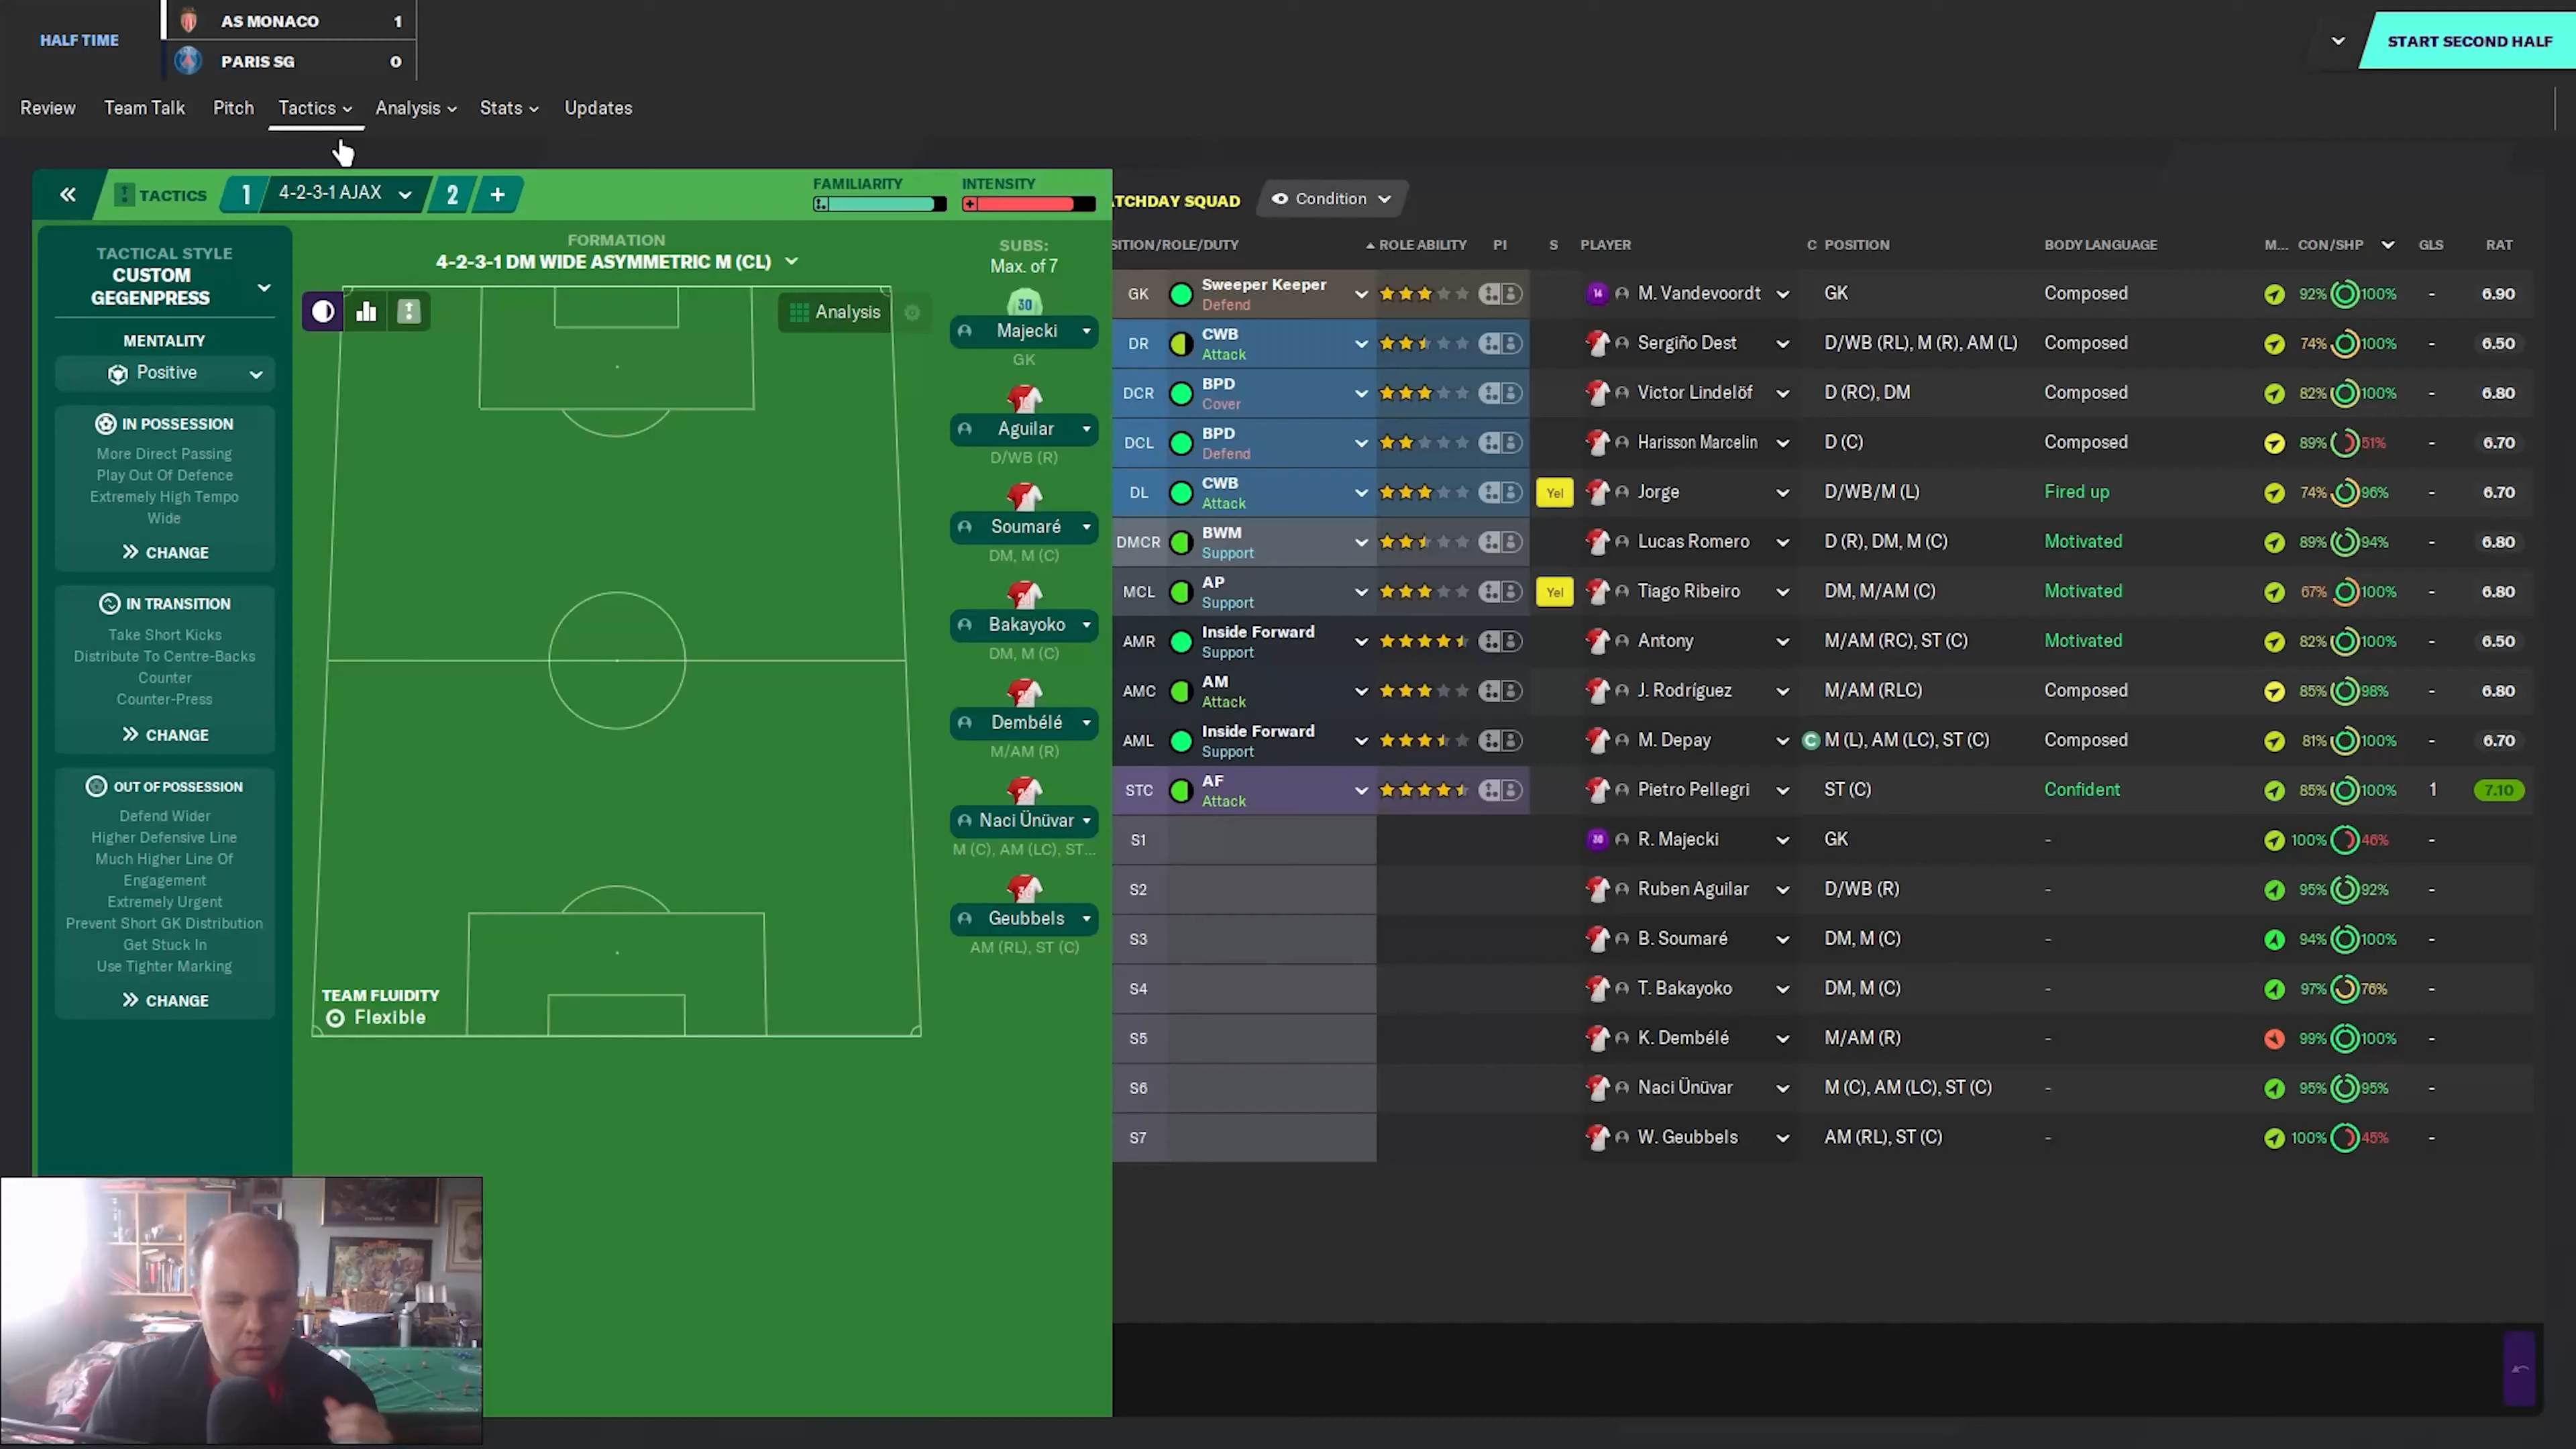 HALF TIME
AS MONACO 1
PARIS SG 0
START SECOND HALF
Review Team Talk Pitch Tactics Analysis Stats Updates
TACTICS 1 4-2-3-1 AJAX 2 +
FAMILIARITY INTENSITY
TACTICAL STYLE
CUSTOM
GEGENPRESS
MENTALITY
Positive
IN POSSESSION
More Direct Passing
Play Out Of Defence
Extremely High Tempo
Wide
CHANGE
IN TRANSITION
Take Short Kicks
Distribute To Centre-Backs
Counter
Counter-Press
CHANGE
OUT OF POSSESSION
Defend Wider
Higher Defensive Line
Much Higher Line Of
Engagement
Extremely Urgent
Prevent Short GK Distribution
Get Stuck In
Use Tighter Marking
CHANGE
FORMATION
4-2-3-1 DM WIDE ASYMMETRIC M (CL)
Analysis
TEAM FLUIDITY
Flexible
SUBS:
Max. of 7
30
Majecki
GK
Aguilar
D/WB (R)
Soumaré
DM, M (C)
Bakayoko
DM, M (C)
Dembélé
M/AM (R)
Naci Ünüvar
M (C), AM (LC), ST...
Geubbels
AM (RL), ST (C)
TCHDAY SQUAD Condition
SITION/ROLE/DUTY ROLE ABILITY PI S PLAYER C POSITION BODY LANGUAGE M... CON/SHP GLS RAT
GK Sweeper Keeper Defend M. Vandevoordt GK Composed 92% 100% - 6.90
DR CWB Attack Sergiño Dest D/WB (RL), M (R), AM (L) Composed 74% 100% - 6.50
DCR BPD Cover Victor Lindelöf D (RC), DM Composed 82% 100% - 6.80
DCL BPD Defend Harisson Marcelin D (C) Composed 89% 51% - 6.70
DL CWB Attack Yel Jorge D/WB/M (L) Fired up 74% 96% - 6.70
DMCR BWM Support Lucas Romero D (R), DM, M (C) Motivated 89% 94% - 6.80
MCL AP Support Yel Tiago Ribeiro DM, M/AM (C) Motivated 67% 100% - 6.80
AMR Inside Forward Support Antony M/AM (RC), ST (C) Motivated 82% 100% - 6.50
AMC AM Attack J. Rodríguez M/AM (RLC) Composed 85% 98% - 6.80
AML Inside Forward Support M. Depay C M (L), AM (LC), ST (C) Composed 81% 100% - 6.70
STC AF Attack Pietro Pellegri ST (C) Confident 85% 100% 1 7.10
S1 R. Majecki GK - 100% 46% -
S2 Ruben Aguilar D/WB (R) - 95% 92% -
S3 B. Soumaré DM, M (C) - 94% 100% -
S4 T. Bakayoko DM, M (C) - 97% 76% -
S5 K. Dembélé M/AM (R) - 99% 100% -
S6 Naci Ünüvar M (C), AM (LC), ST (C) - 95% 95% -
S7 W. Geubbels AM (RL), ST (C) - 100% 45% -